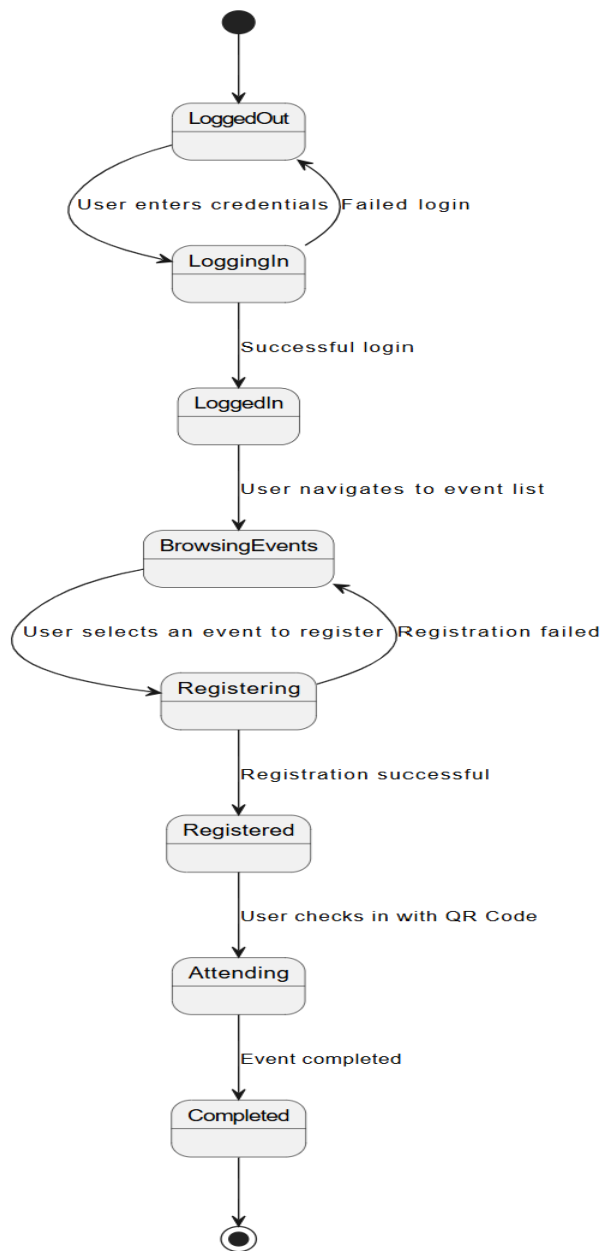 LoggedOut
User enters credentials
Failed login
LoggingIn
Successful login
LoggedIn
User navigates to event list
BrowsingEvents
User selects an event to register
Registration failed
Registering
Registration successful
Registered
User checks in with QR Code
Attending
Event completed
Completed